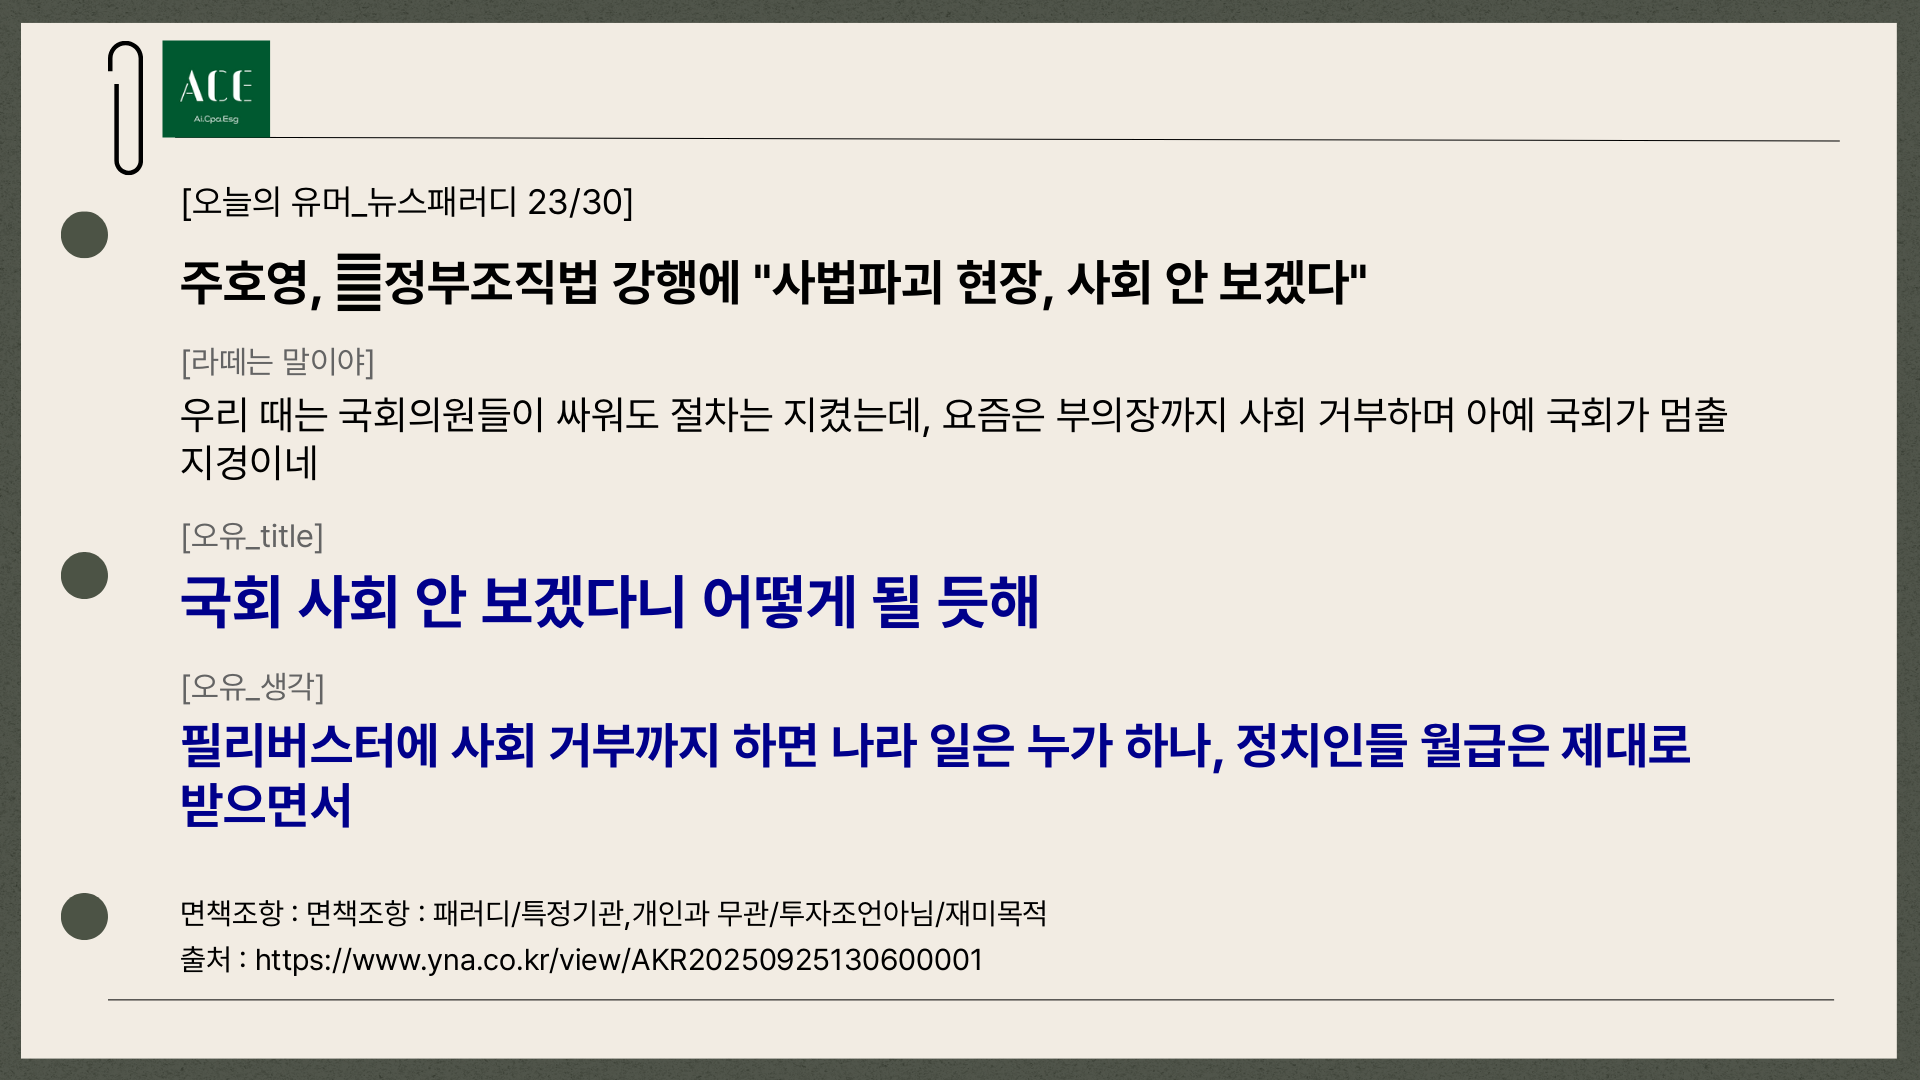 ACE
Ai.Cpa.Esg
[오늘의 유머_뉴스패러디 23/30]
주호영, 정부조직법 강행에 "사법파괴 현장, 사회 안 보겠다"
[라떼는 말이야]
우리 때는 국회의원들이 싸워도 절차는 지켰는데, 요즘은 부의장까지 사회 거부하며 아예 국회가 멈출
지경이네
[오유_title]
국회 사회 안 보겠다니 어떻게 될 듯해
[오유_생각]
필리버스터에 사회 거부까지 하면 나라 일은 누가 하나, 정치인들 월급은 제대로
받으면서
면책조항 : 면책조항 : 패러디/특정기관,개인과 무관/투자조언아님/재미목적
출처 : https://www.yna.co.kr/view/AKR20250925130600001